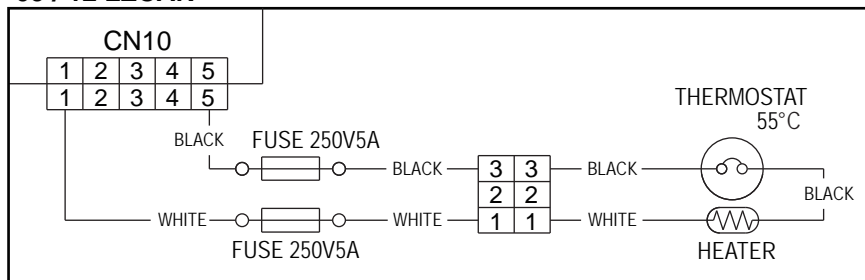 CN10
1 2 3 4 5
1 2 3 4 5
THERMOSTAT
55°C
BLACK
FUSE 250V5A
BLACK
3 3
BLACK
2 2
BLACK
WHITE
WHITE
1 1
WHITE
FUSE 250V5A
HEATER